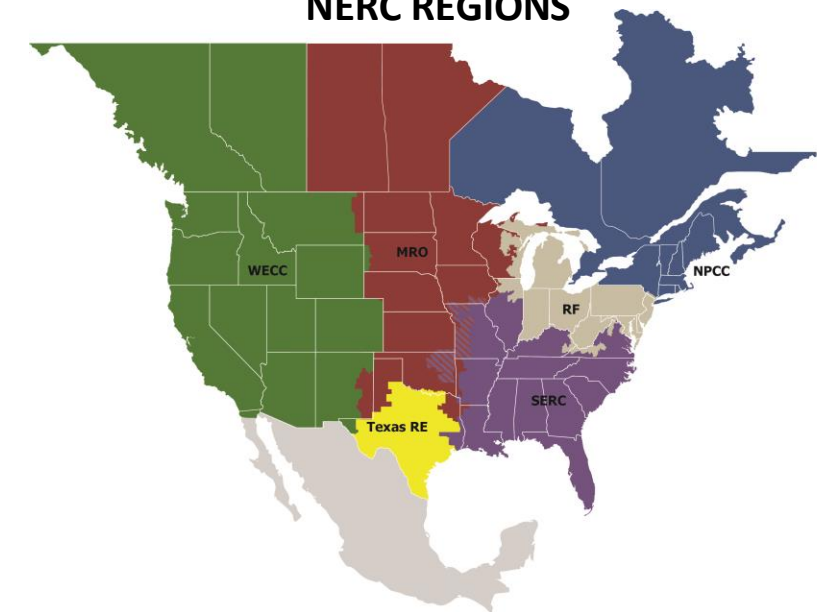 NERC REGIONS
MRO
WECC
NPCC
RF
SERC
Texas RE